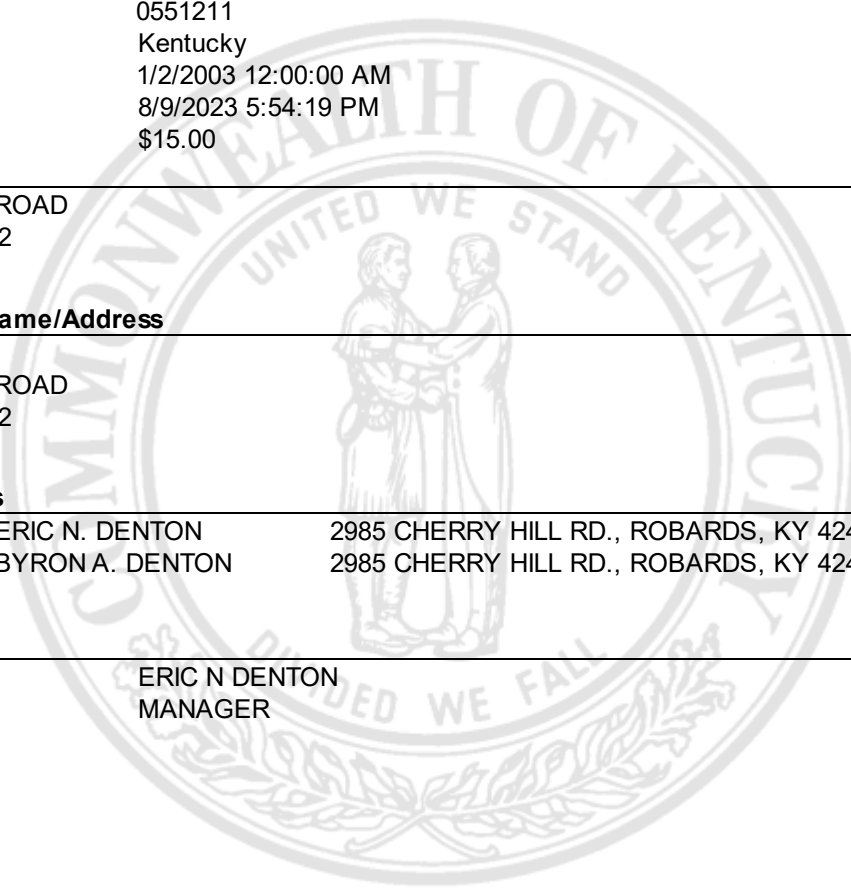 0551211
Kentucky
1/2/2003 12:00:00 AM
8/9/2023 5:54:19 PM
$15.00
ROAD
2
ame/Address
ROAD
2
s
ERIC N. DENTON 2985 CHERRY HILL RD., ROBARDS, KY 424
BYRON A. DENTON 2985 CHERRY HILL RD., ROBARDS, KY 424
ERIC N DENTON
MANAGER
COMMONWEALTH OF KENTUCKY
UNITED WE STAND
DIVIDED WE FALL